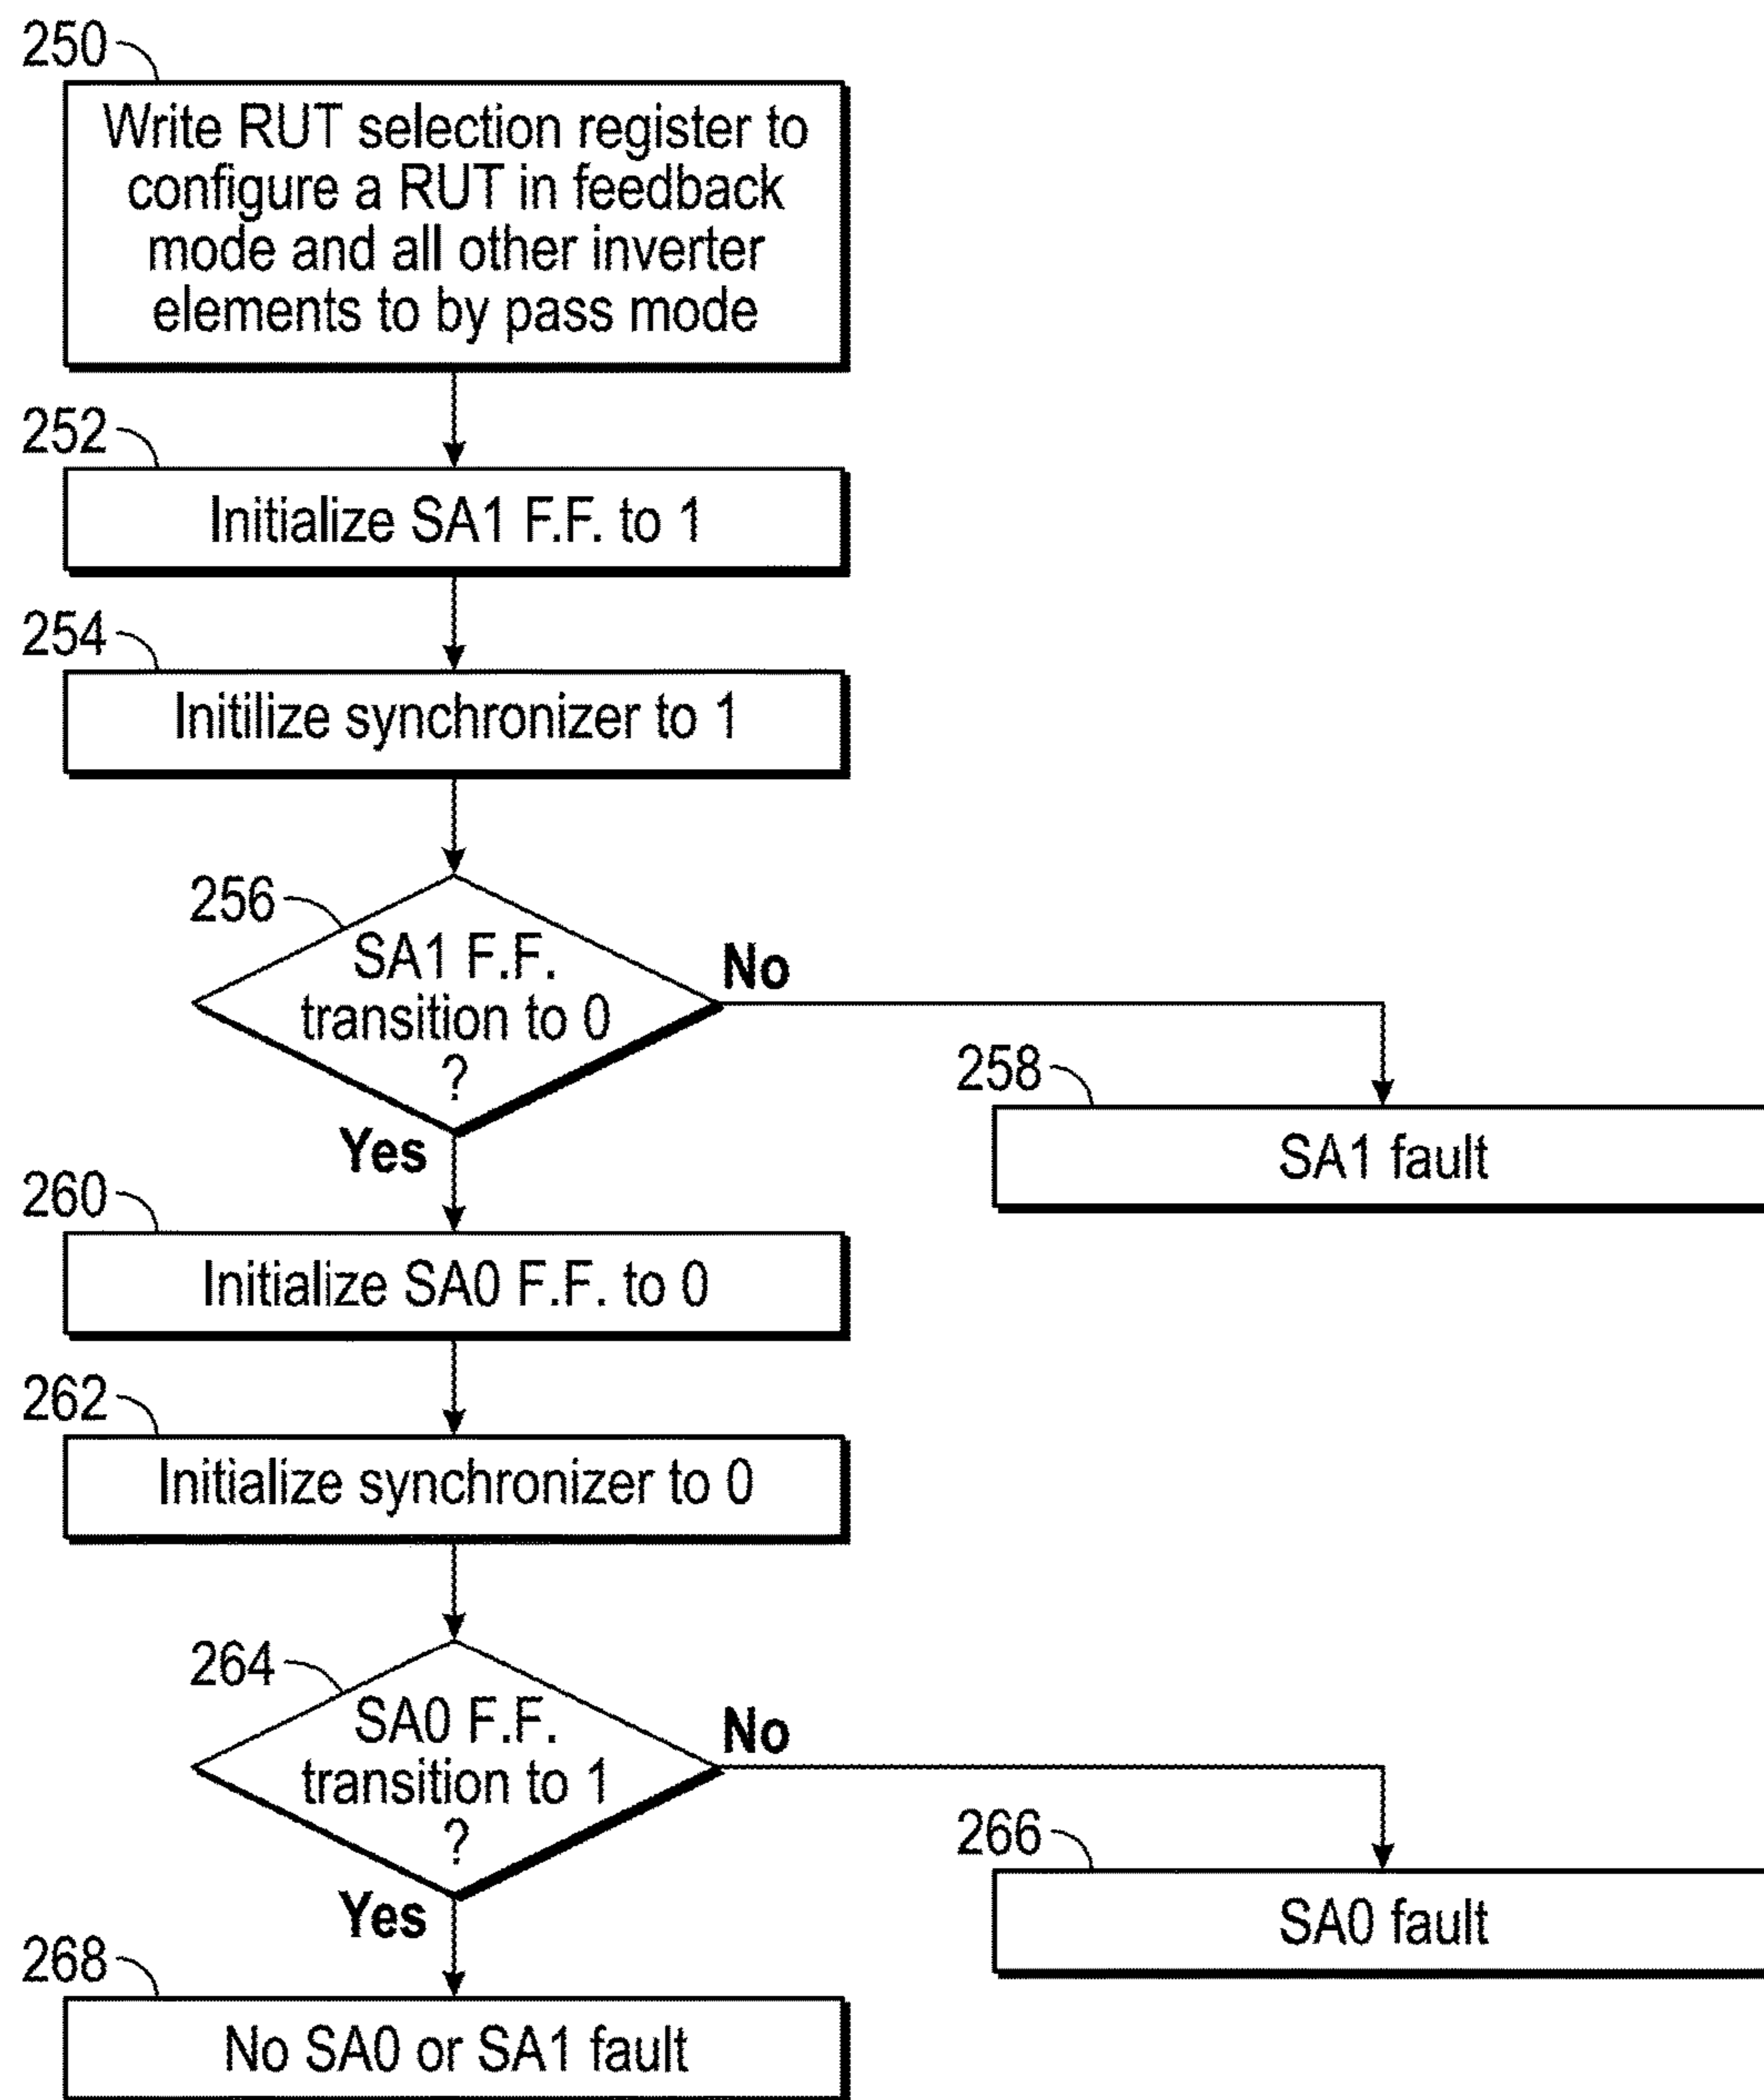 250
Write RUT selection register to
configure a RUT in feedback
mode and all other inverter
elements to by pass mode
252
Initialize SA1 F.F. to 1
254
Initilize synchronizer to 1
256
SA1 F.F.
transition to 0
?
No
Yes
258
SA1 fault
260
Initialize SA0 F.F. to 0
262
Initialize synchronizer to 0
264
SA0 F.F.
transition to 1
?
No
Yes
266
SA0 fault
268
No SA0 or SA1 fault